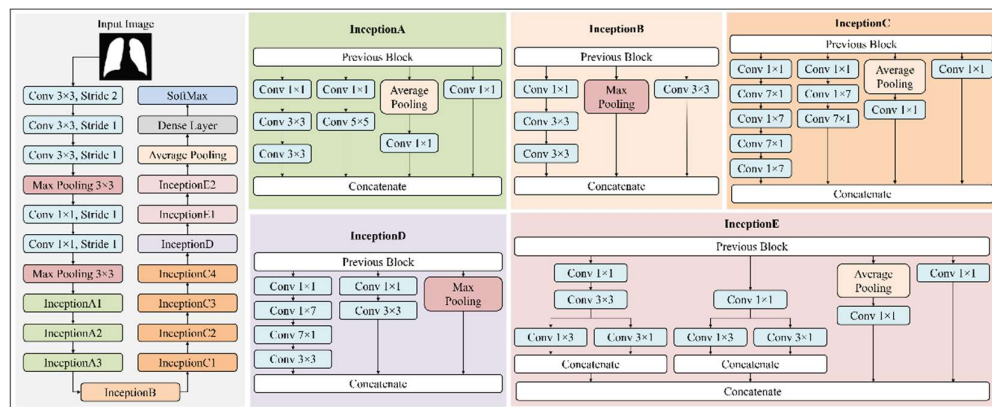 Input Image
Conv 3×3, Stride 2
Conv 3×3, Stride 1
Conv 3×3, Stride 1
Max Pooling 3×3
Conv 1×1, Stride 1
Conv 1×1, Stride 1
Max Pooling 3×3
InceptionA1
InceptionA2
InceptionA3
InceptionB
InceptionC1
InceptionC2
InceptionC3
InceptionC4
InceptionD
InceptionE1
InceptionE2
Average Pooling
Dense Layer
SoftMax
InceptionA
Previous Block
Conv 1×1
Conv 3×3
Conv 3×3
Conv 1×1
Conv 5×5
Average
Pooling
Conv 1×1
Conv 1×1
Concatenate
InceptionB
Previous Block
Conv 1×1
Conv 3×3
Conv 3×3
Max
Pooling
Conv 3×3
Concatenate
InceptionC
Previous Block
Conv 1×1
Conv 7×1
Conv 1×7
Conv 7×1
Conv 1×7
Conv 1×1
Conv 1×7
Conv 7×1
Average
Pooling
Conv 1×1
Conv 1×1
Concatenate
InceptionD
Previous Block
Conv 1×1
Conv 1×7
Conv 7×1
Conv 3×3
Conv 1×1
Conv 3×3
Max
Pooling
Concatenate
InceptionE
Previous Block
Conv 1×1
Conv 3×3
Conv 1×3
Conv 3×1
Concatenate
Conv 1×1
Conv 1×3
Conv 3×1
Concatenate
Average
Pooling
Conv 1×1
Conv 1×1
Concatenate